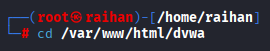 ┌──(root㉿raihan)-[/home/raihan]
└─# cd /var/www/html/dvwa